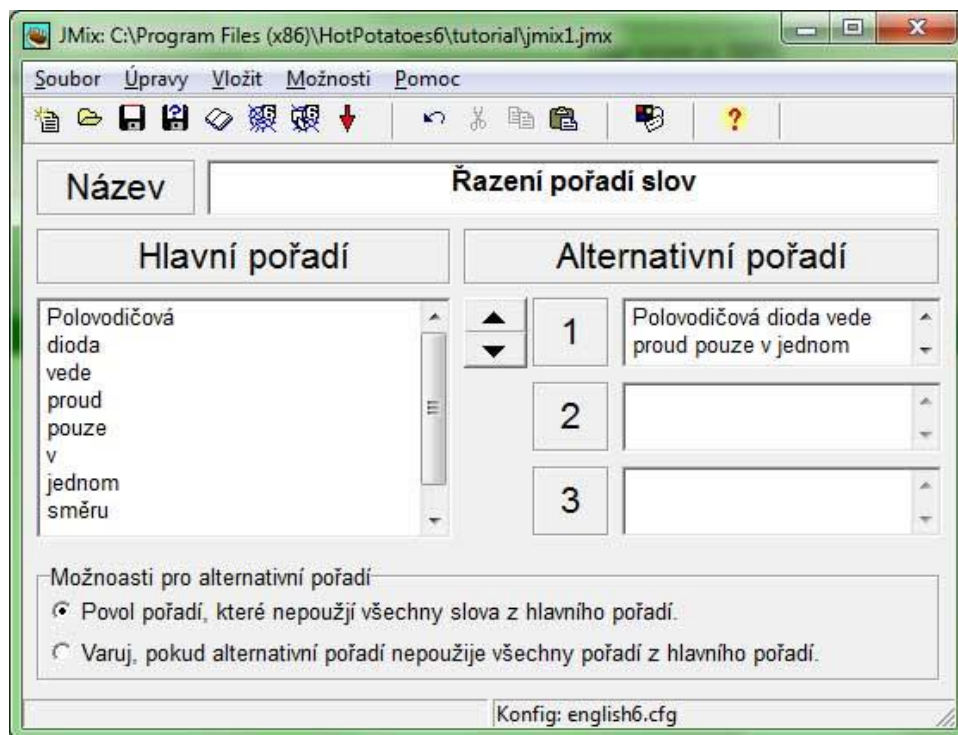 JMix: C:\Program Files (x86)\HotPotatoes6\tutorial\jmix1.jmx
Soubor Úpravy Vložit Možnosti Pomoc
Název
Řazení pořadí slov
Hlavní pořadí
Alternativní pořadí
Polovodičová
dioda
vede
proud
pouze
v
jednom
směru
1
Polovodičová dioda vede
proud pouze v jednom
2
3
Možnoasti pro alternativní pořadí
Povol pořadí, které nepoužjí všechny slova z hlavního pořadí.
Varuj, pokud alternativní pořadí nepoužije všechny pořadí z hlavního pořadí.
Konfig: english6.cfg